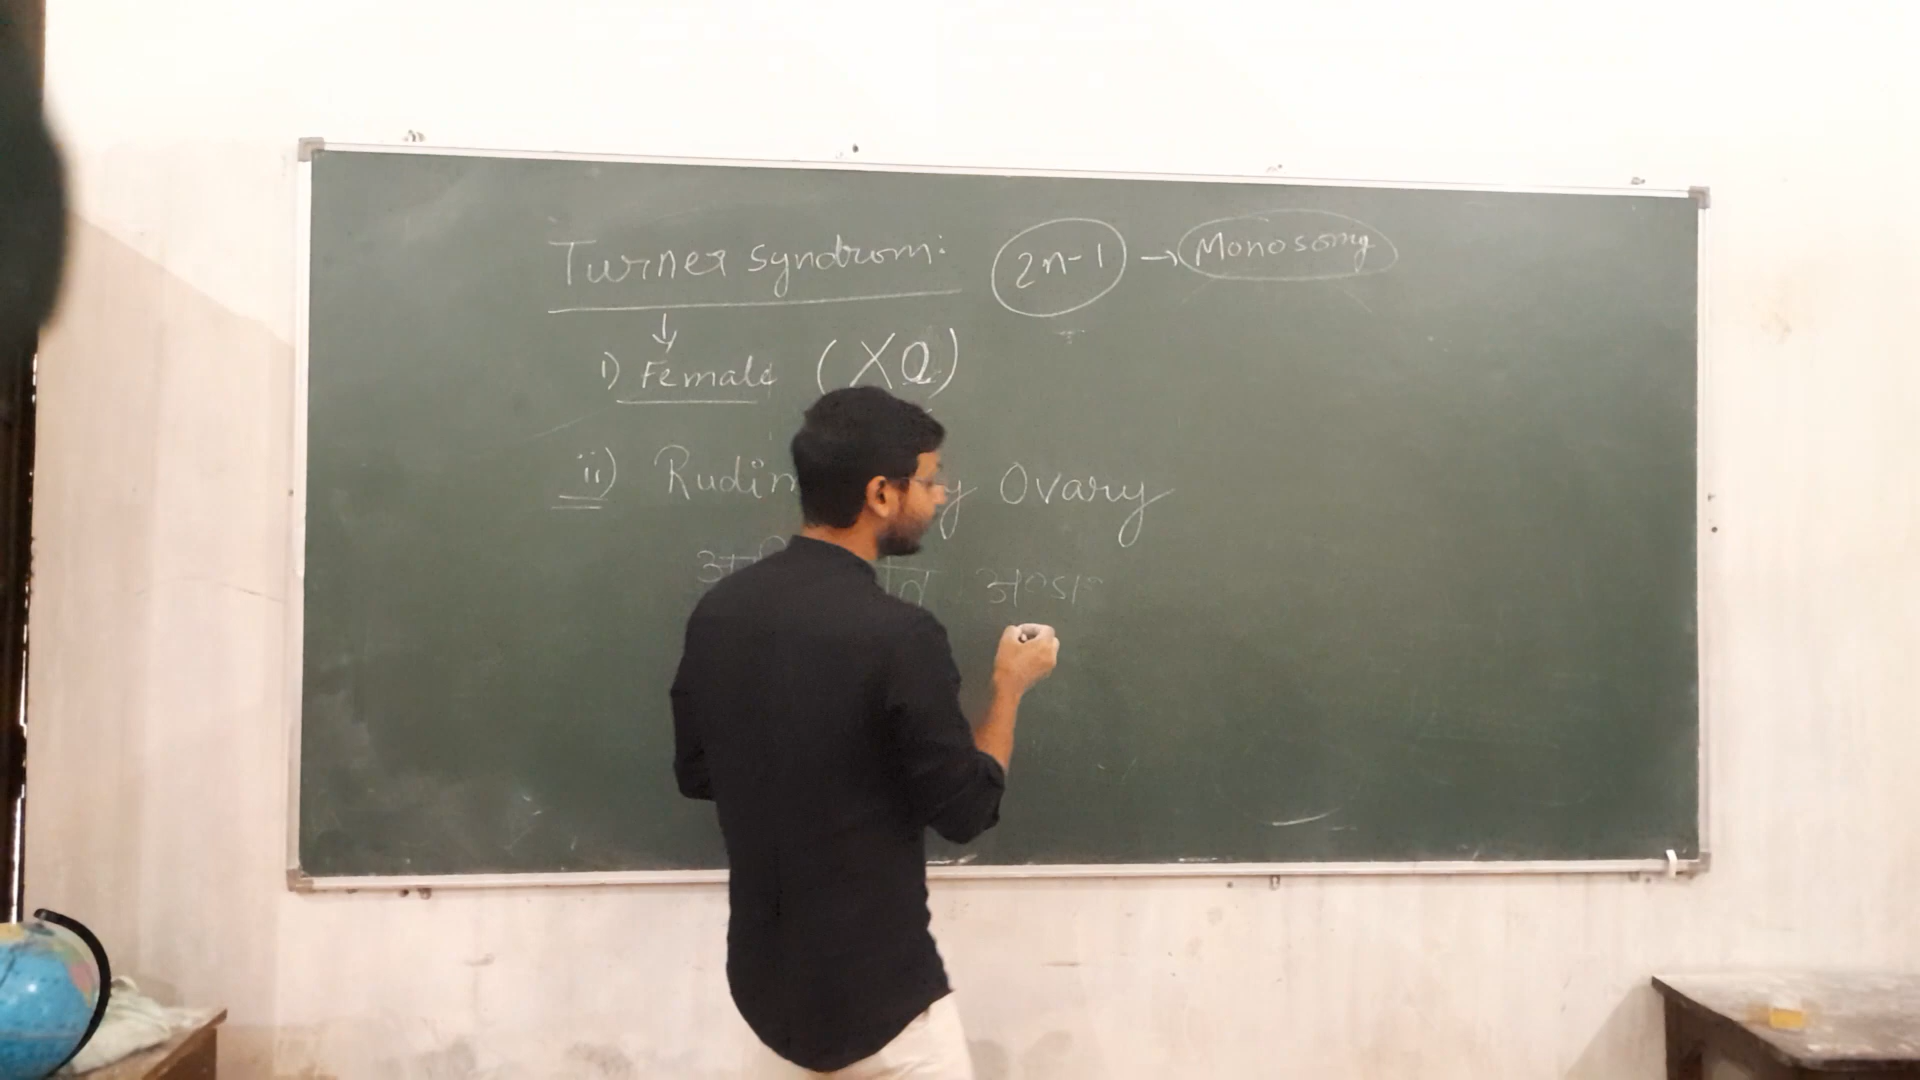 Turner syndrom: 2n-1 → Monosomy
↓
i) Female (XO)
ii) Rudin y Ovary